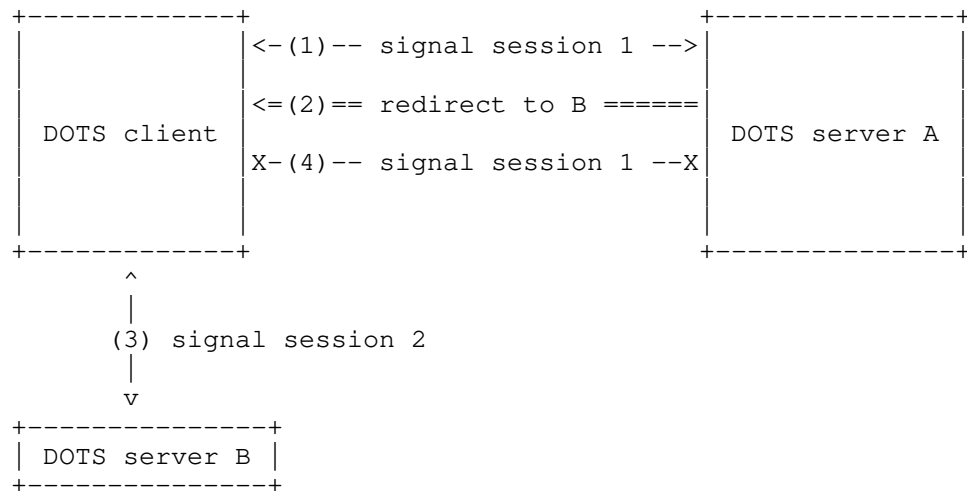 +-------------+                        +--------------+
|             |<-(1)-- signal session 1 -->|              |
|             |                            |              |
|             |<=(2)== redirect to B ======|              |
| DOTS client |                            | DOTS server A |
|             |X-(4)-- signal session 1 --X|              |
|             |                            |              |
|             |                            |              |
+-------------+                        +--------------+
^
|
(3) signal session 2
|
v
+---------------+
| DOTS server B |
+---------------+